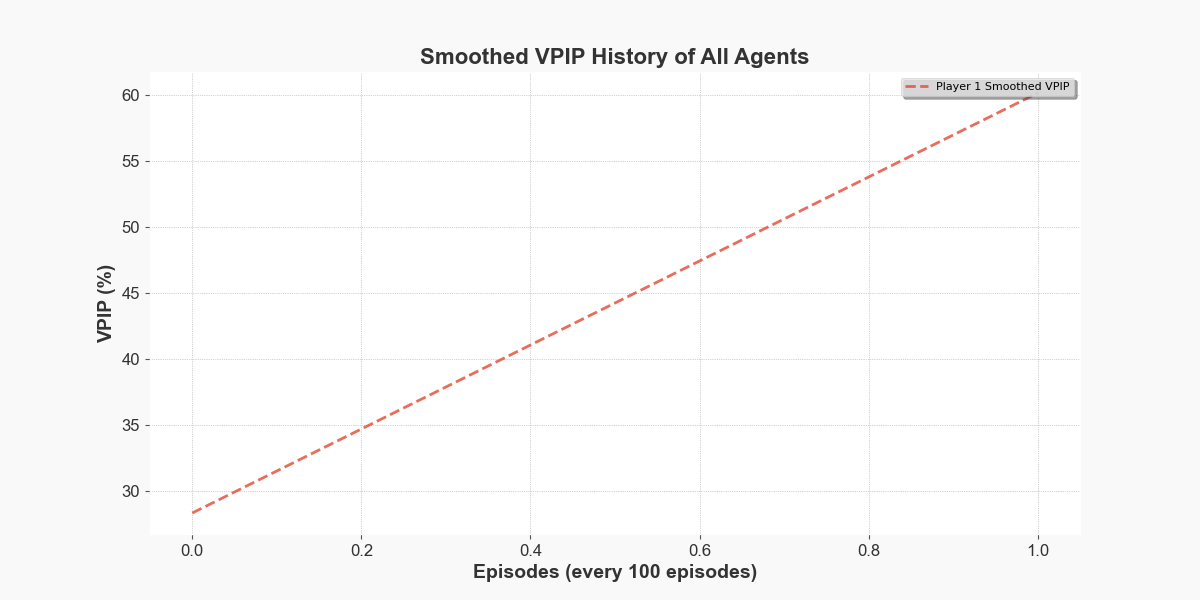 Smoothed VPIP History of All Agents
Player 1 Smoothed VPIP
60
55
50
45
40
35
30
VPIP (%)
0.0 0.2 0.4 0.6 0.8 1.0
Episodes (every 100 episodes)